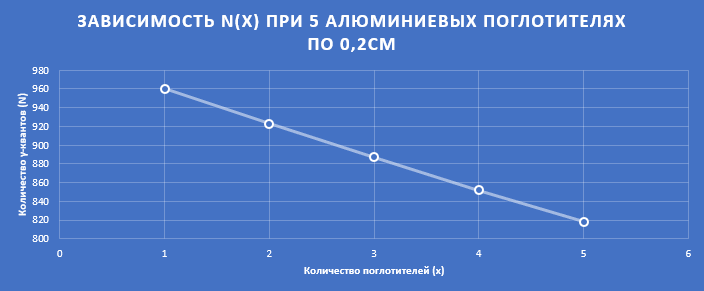 ЗАВИСИМОСТЬ N(X) ПРИ 5 АЛЮМИНИЕВЫХ ПОГЛОТИТЕЛЯХ
ПО 0,2СМ
Количество γ-квантов (N)
980
960
940
920
900
880
860
840
820
800
0 1 2 3 4 5 6
Количество поглотителей (x)